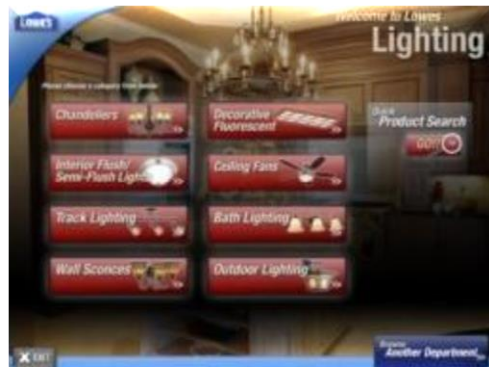 LOWE'S
Welcome to Lowes
Lighting
Please choose a category from below
Chandeliers
Decorative
Fluorescent
Quick
Product Search
GO!!
Interior Flush/
Semi-Flush Lights
Ceiling Fans
Track Lighting
Bath Lighting
Wall Sconces
Outdoor Lighting
X EXIT
Browse
Another Department